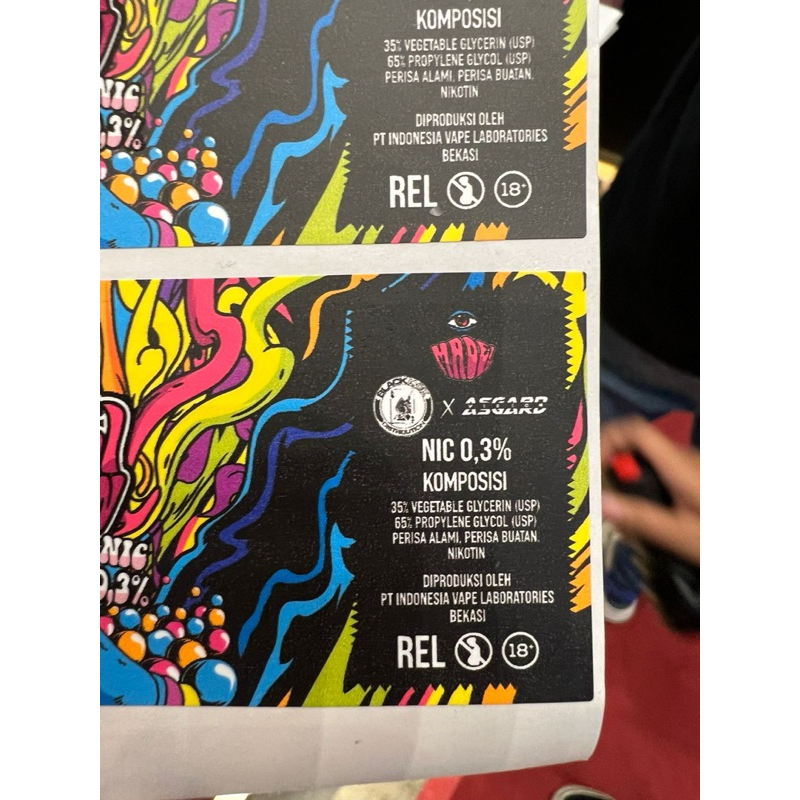 NIC
,3%
KOMPOSISI
35% VEGETABLE GLYCERIN (USP)
65% PROPYLENE GLYCOL (USP)
PERISA ALAMI, PERISA BUATAN,
NIKOTIN
DIPRODUKSI OLEH
PT INDONESIA VAPE LABORATORIES
BEKASI
REL 18+
MADE!
DISTRIBUTION
X ASGARD
NIC 0,3%
KOMPOSISI
35% VEGETABLE GLYCERIN (USP)
65% PROPYLENE GLYCOL (USP)
PERISA ALAMI, PERISA BUATAN,
NIKOTIN
DIPRODUKSI OLEH
PT INDONESIA VAPE LABORATORIES
BEKASI
REL 18+
NIC
0,3%